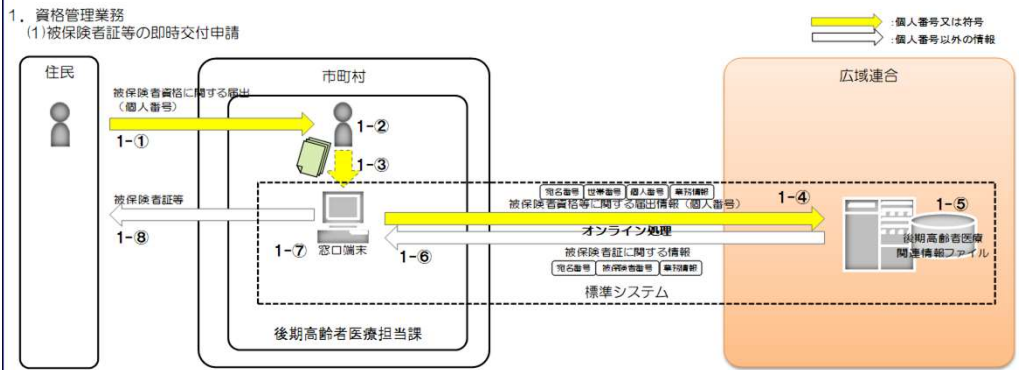 1．資格管理業務
(1)被保険者証等の即時交付申請
:個人番号又は符号
:個人番号以外の情報
住民
市町村
広域連合
被保険者資格に関する届出
（個人番号）
1-①
1-②
1-③
宛名番号 世帯番号 個人番号 業務情報
被保険者資格等に関する届出情報（個人番号）
1-④
1-⑤
被保険者証等
オンライン処理
後期高齢者医療
関連情報ファイル
1-⑧
1-⑦
窓口端末
1-⑥
被保険者証に関する情報
宛名番号 被保険者番号 業務情報
標準システム
後期高齢者医療担当課